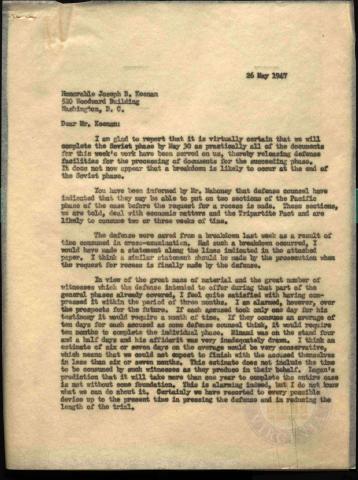 26 May 1947
Honorable Joseph B. Keenan
520 Woodward Building
Washington, D. C.
Dear Mr. Keenan:
I am glad to report that it is virtually certain that we will
complete the Soviet phase by May 30 as practically all of the documents
for this week's work have been served on us, thereby releasing defense
facilities for the processing of documents for the succeeding phase.
It does not now appear that a breakdown is likely to occur at the end of
the Soviet phase.
You have been informed by Mr. Mahoney that defense counsel have
indicated that they may be able to put on two sections of the Pacific
phase of the case before the request for a recess is made. These sections,
we are told, deal with economic matters and the Tripartite Pact and are
likely to consume two or three weeks of time.
The defense were saved from a breakdown last week as a result of
time consumed in cross-examination. Had such a breakdown occurred, I
would have made a statement along the lines indicated in the attached
paper. I think a similar statement should be made by the prosecution when
the request for recess is finally made by the defense.
In view of the great mass of material and the great number of
witnesses which the defense intended to offer during that part of the
general phases already covered, I feel quite satisfied with having com-
pressed it within the period of three months. I am alarmed, however, over
the prospects for the future. If each accused took only one day for his
testimony it would require a month of time. If they consume an average of
ten days for each accused as some defense counsel think, it would require
ten months to complete the individual phase. was on the stand four
and a half days and his affidavit was very inadequately drawn. I think an
estimate of six or seven days on the average would be very conservative,
which means that we could not expect to finish with the accused themselves
in less than six or seven months. This estimate does not include the time
to be consumed by such witnesses as they produce in their behalf. Logan's
prediction that it will take more than one year to complete the entire case
is not without some foundation. This is alarming indeed, but I do not know
what we can do about it. Certainly we have resorted to every possible
device up to the present time in pressing the defense and in reducing the
length of the trial.